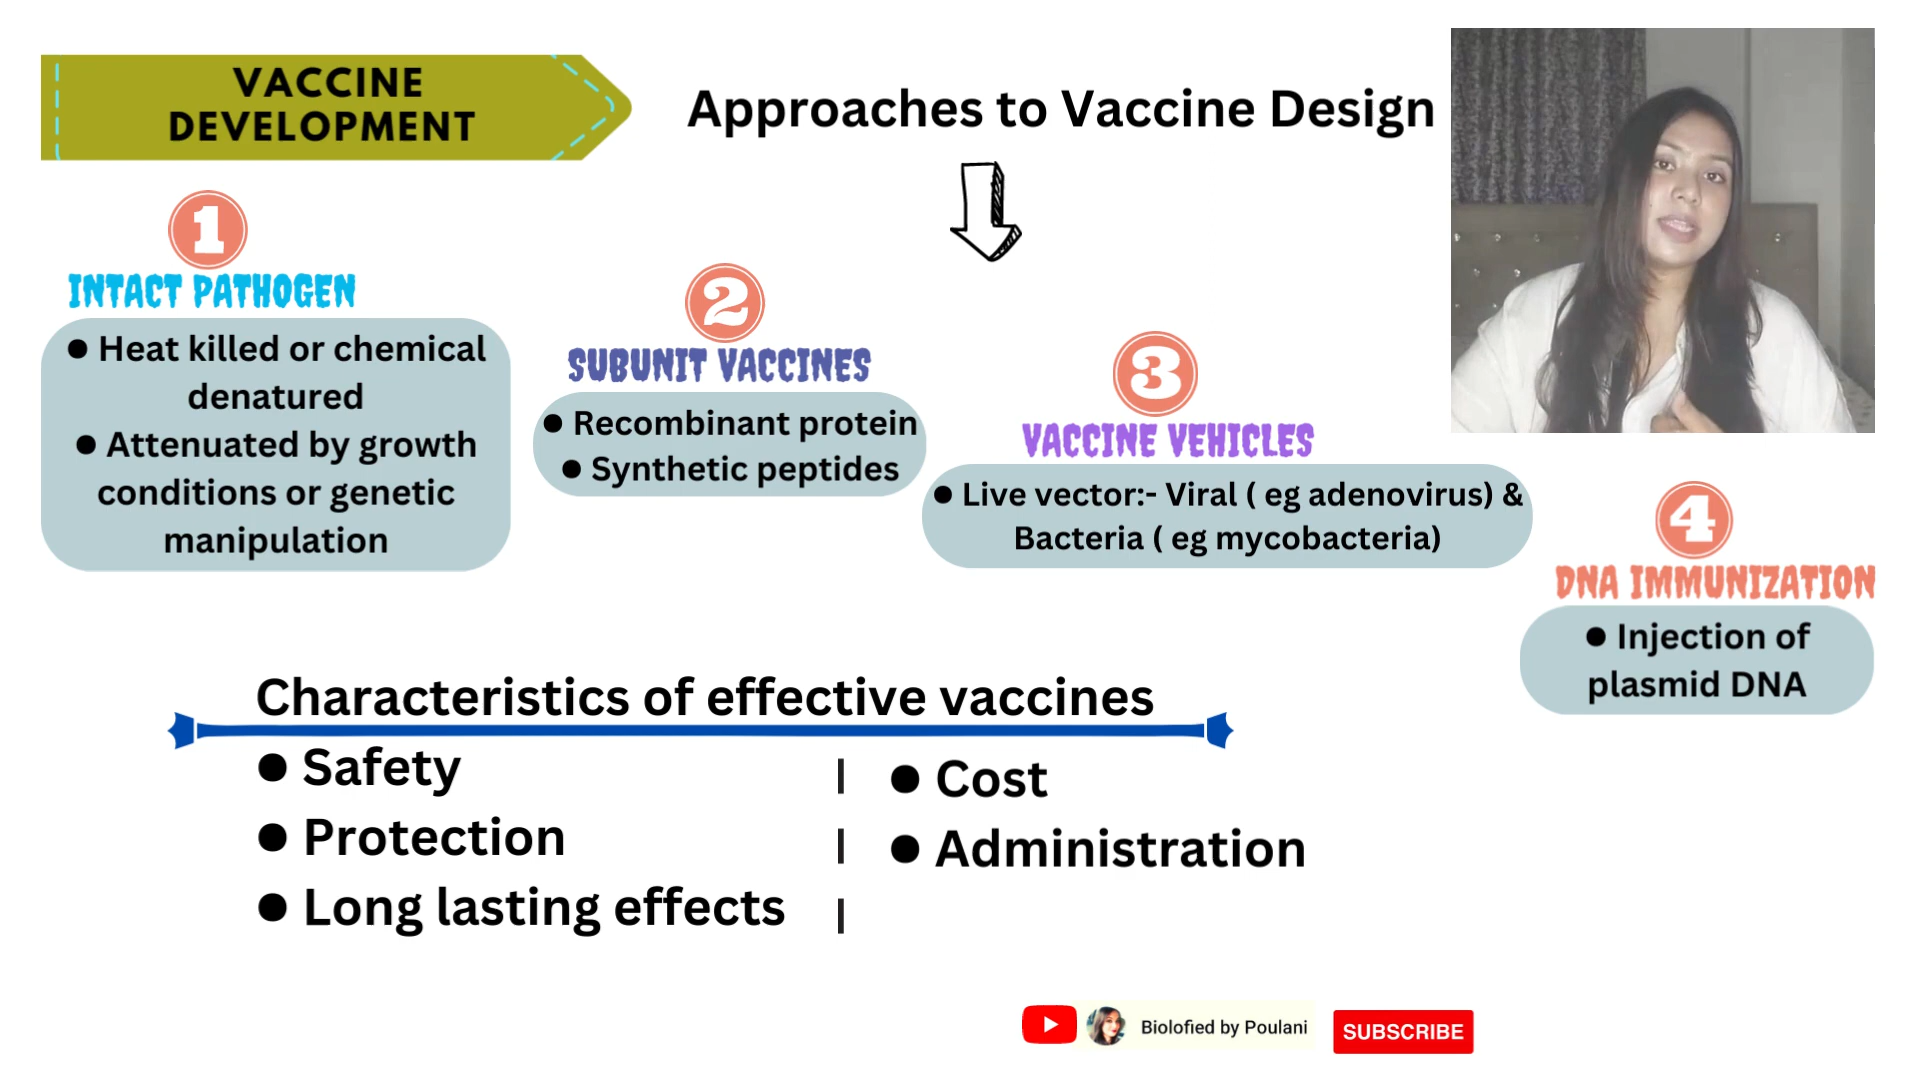 VACCINE
DEVELOPMENT
Approaches to Vaccine Design
1
INTACT PATHOGEN
● Heat killed or chemical
denatured
● Attenuated by growth
conditions or genetic
manipulation
2
SUBUNIT VACCINES
● Recombinant protein
● Synthetic peptides
3
VACCINE VEHICLES
● Live vector:- Viral ( eg adenovirus) &
Bacteria ( eg mycobacteria)
4
DNA IMMUNIZATION
● Injection of
plasmid DNA
Characteristics of effective vaccines
● Safety
● Protection
● Long lasting effects
● Cost
● Administration
Biolofied by Poulani
SUBSCRIBE